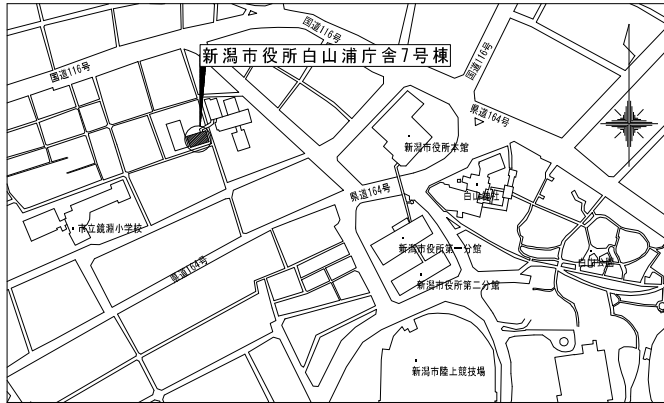 国道116号
新潟市役所白山浦庁舎7号棟
国道116号
国道116号
県道164号
新潟市役所本館
県道164号
白山神社
市立鏡淵小学校
新潟市役所第一分館
白山公園
県道164号
新潟市役所第二分館
新潟市陸上競技場